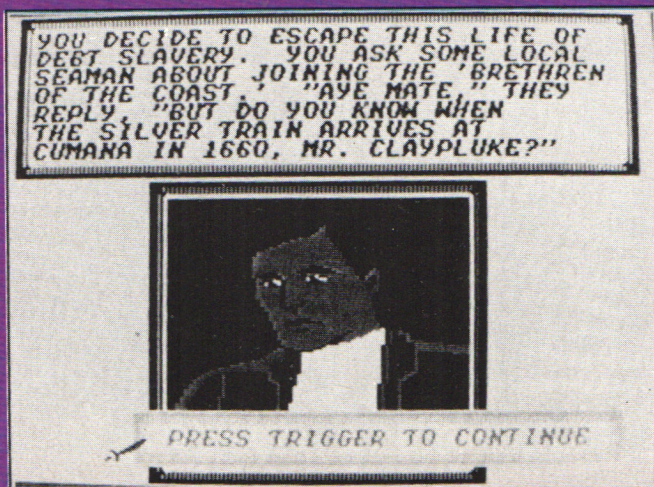 YOU DECIDE TO ESCAPE THIS LIFE OF
DEBT SLAVERY. YOU ASK SOME LOCAL
SEAMAN ABOUT JOINING THE 'BRETHREN
OF THE COAST.' "AYE MATE," THEY
REPLY, "BUT DO YOU KNOW WHEN
THE SILVER TRAIN ARRIVES AT
CUMANA IN 1660, MR. CLAYPLUKE?"
PRESS TRIGGER TO CONTINUE